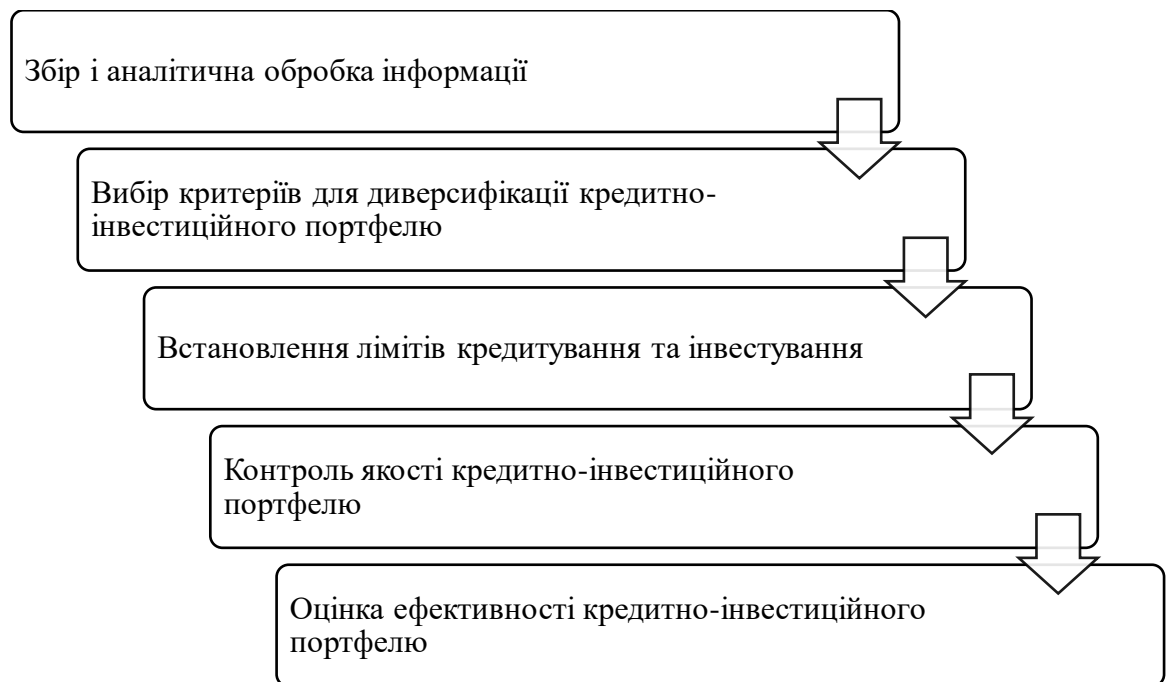 Збір і аналітична обробка інформації
Вибір критеріїв для диверсифікації кредитно-
інвестиційного портфелю
Встановлення лімітів кредитування та інвестування
Контроль якості кредитно-інвестиційного
портфелю
Оцінка ефективності кредитно-інвестиційного
портфелю